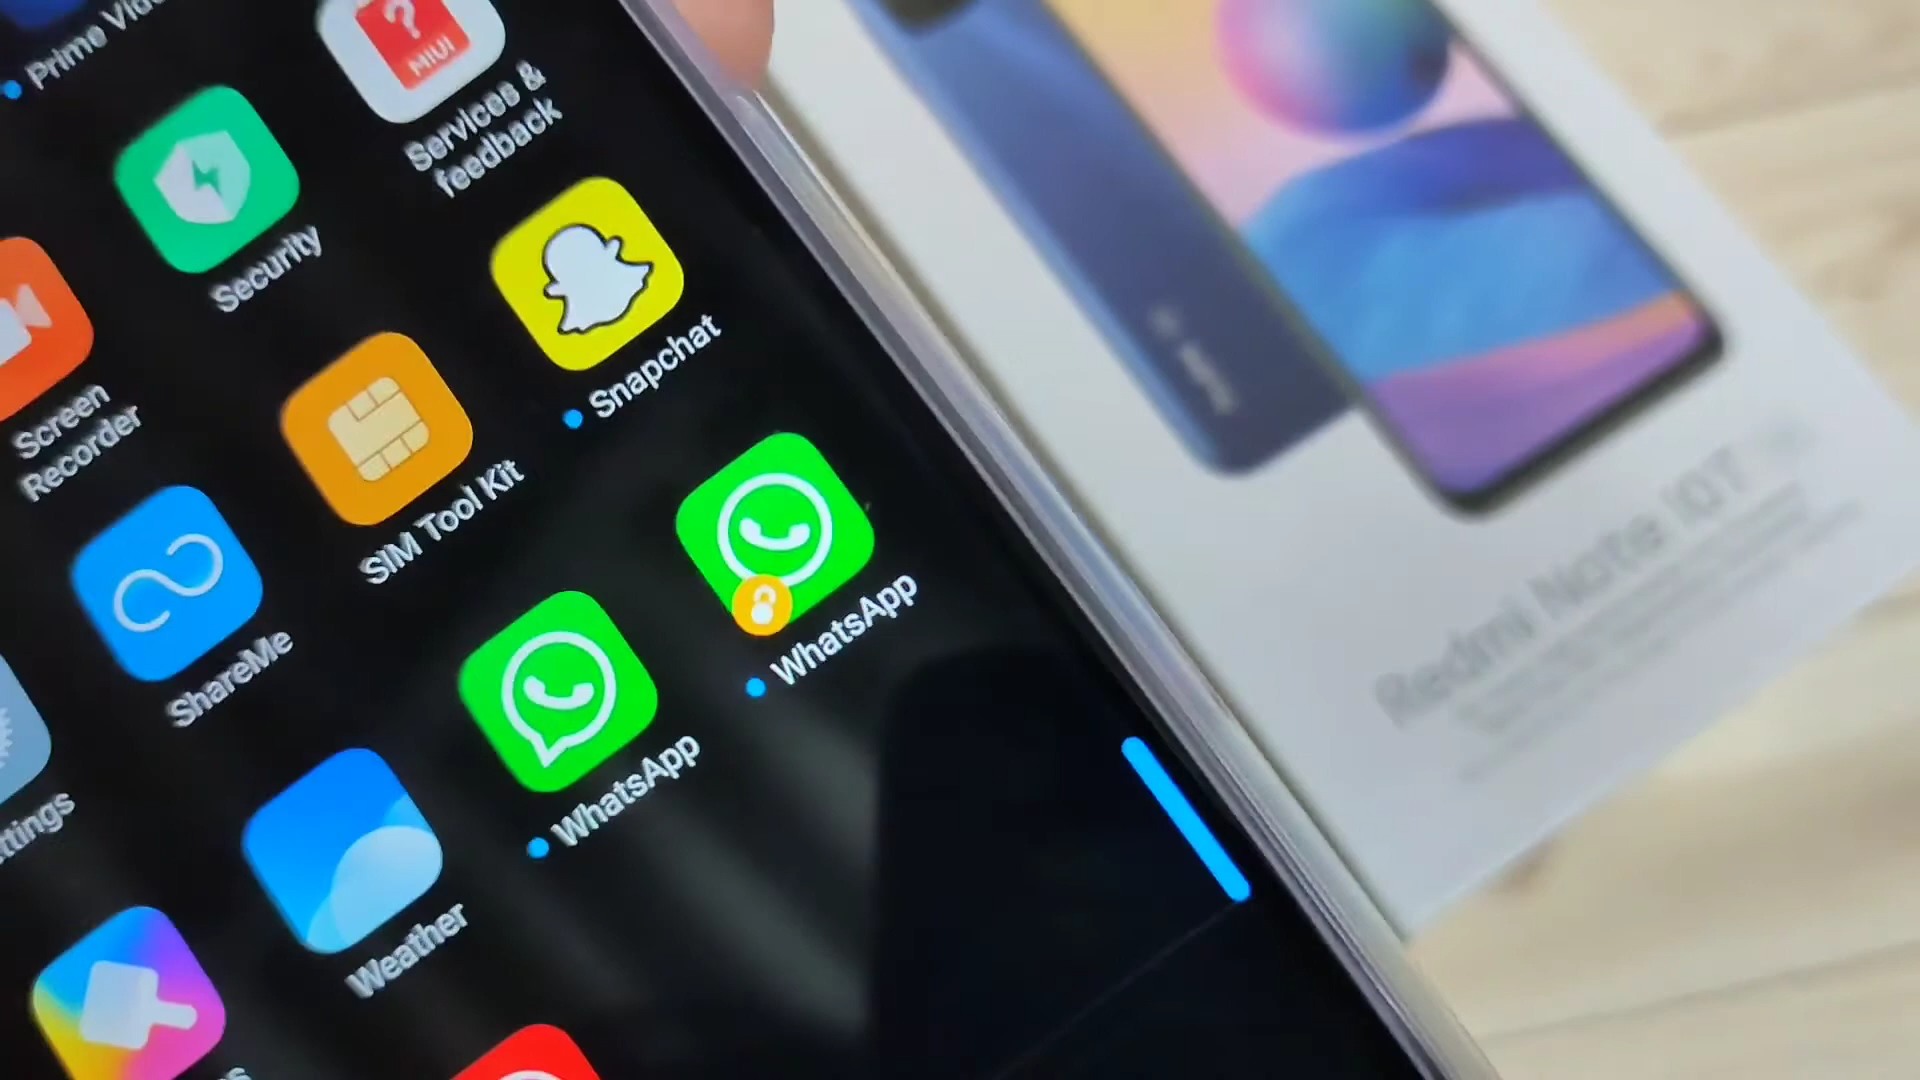 Prime Vide
MIUI
Services &
feedback
Security
Snapchat
Screen
Recorder
SIM Tool Kit
WhatsApp
ShareMe
WhatsApp
ttings
Weather
Redmi Note 10T